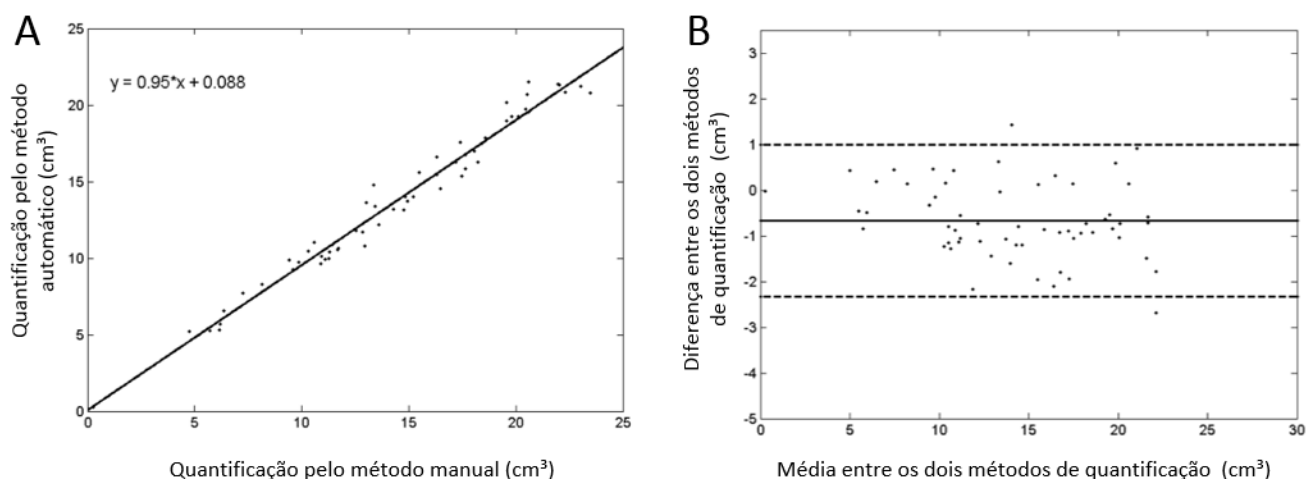 A
Quantificação pelo método
automático (cm³)
25
20
15
10
5
0
y = 0.95*x + 0.088
0 5 10 15 20 25
Quantificação pelo método manual (cm³)
B
Diferença entre os dois métodos
de quantificação (cm³)
3
2
1
0
-1
-2
-3
-4
-5
0 5 10 15 20 25 30
Média entre os dois métodos de quantificação (cm³)